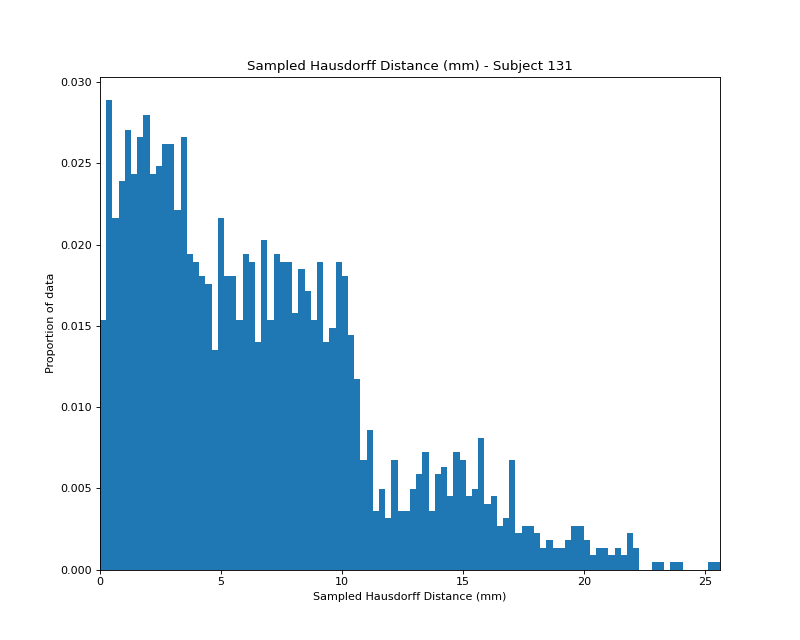 Sampled Hausdorff Distance (mm) - Subject 131
0.030
0.025
0.020
0.015
0.010
0.005
0.000
Proportion of data
0 5 10 15 20 25
Sampled Hausdorff Distance (mm)